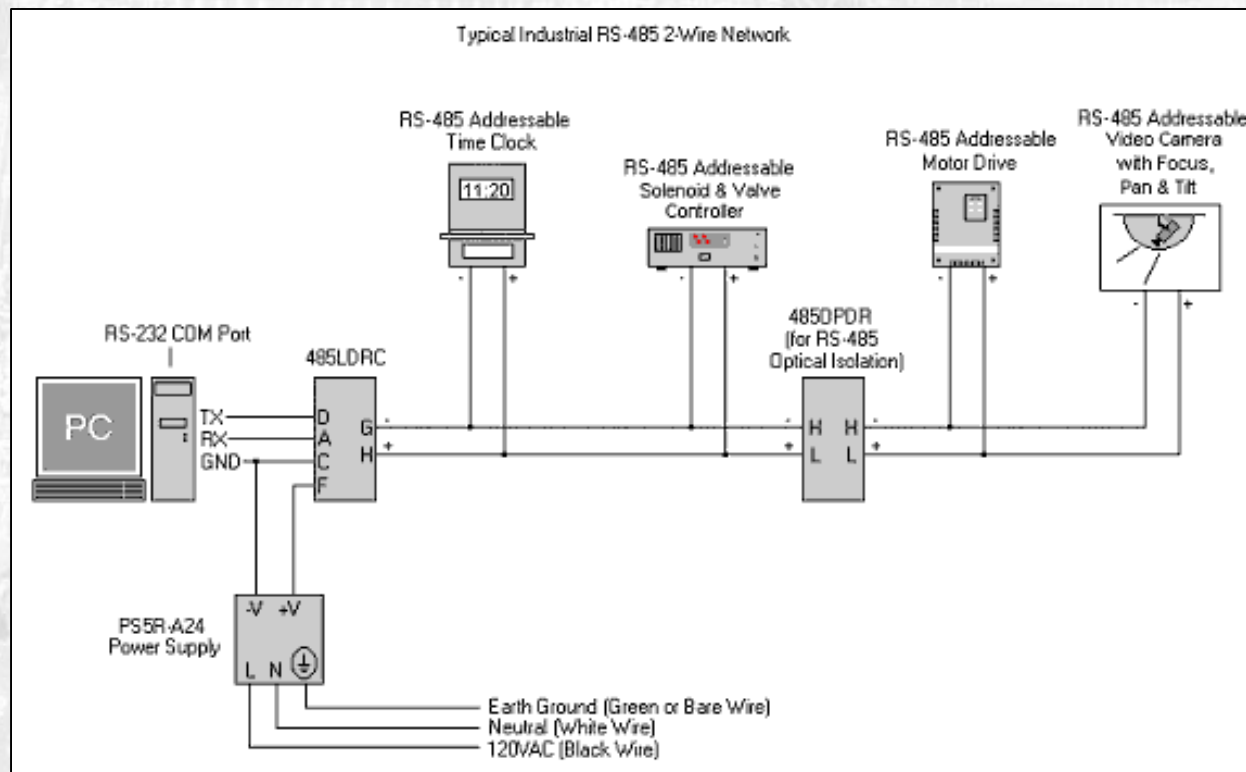 Typical Industrial RS-485 2-Wire Network
RS-485 Addressable
Time Clock
11:20
- +
RS-485 Addressable
Solenoid & Valve
Controller
- +
RS-485 Addressable
Motor Drive
- +
RS-485 Addressable
Video Camera
with Focus,
Pan & Tilt
- +
RS-232 COM Port
PC
TX
RX
GND
485LDRC
D
A
C
F
G -
H +
485OPDR
(for RS-485
Optical Isolation)
- H H -
+ L L +
PS5R-A24
Power Supply
-V +V
L N
Earth Ground (Green or Bare Wire)
Neutral (White Wire)
120VAC (Black Wire)